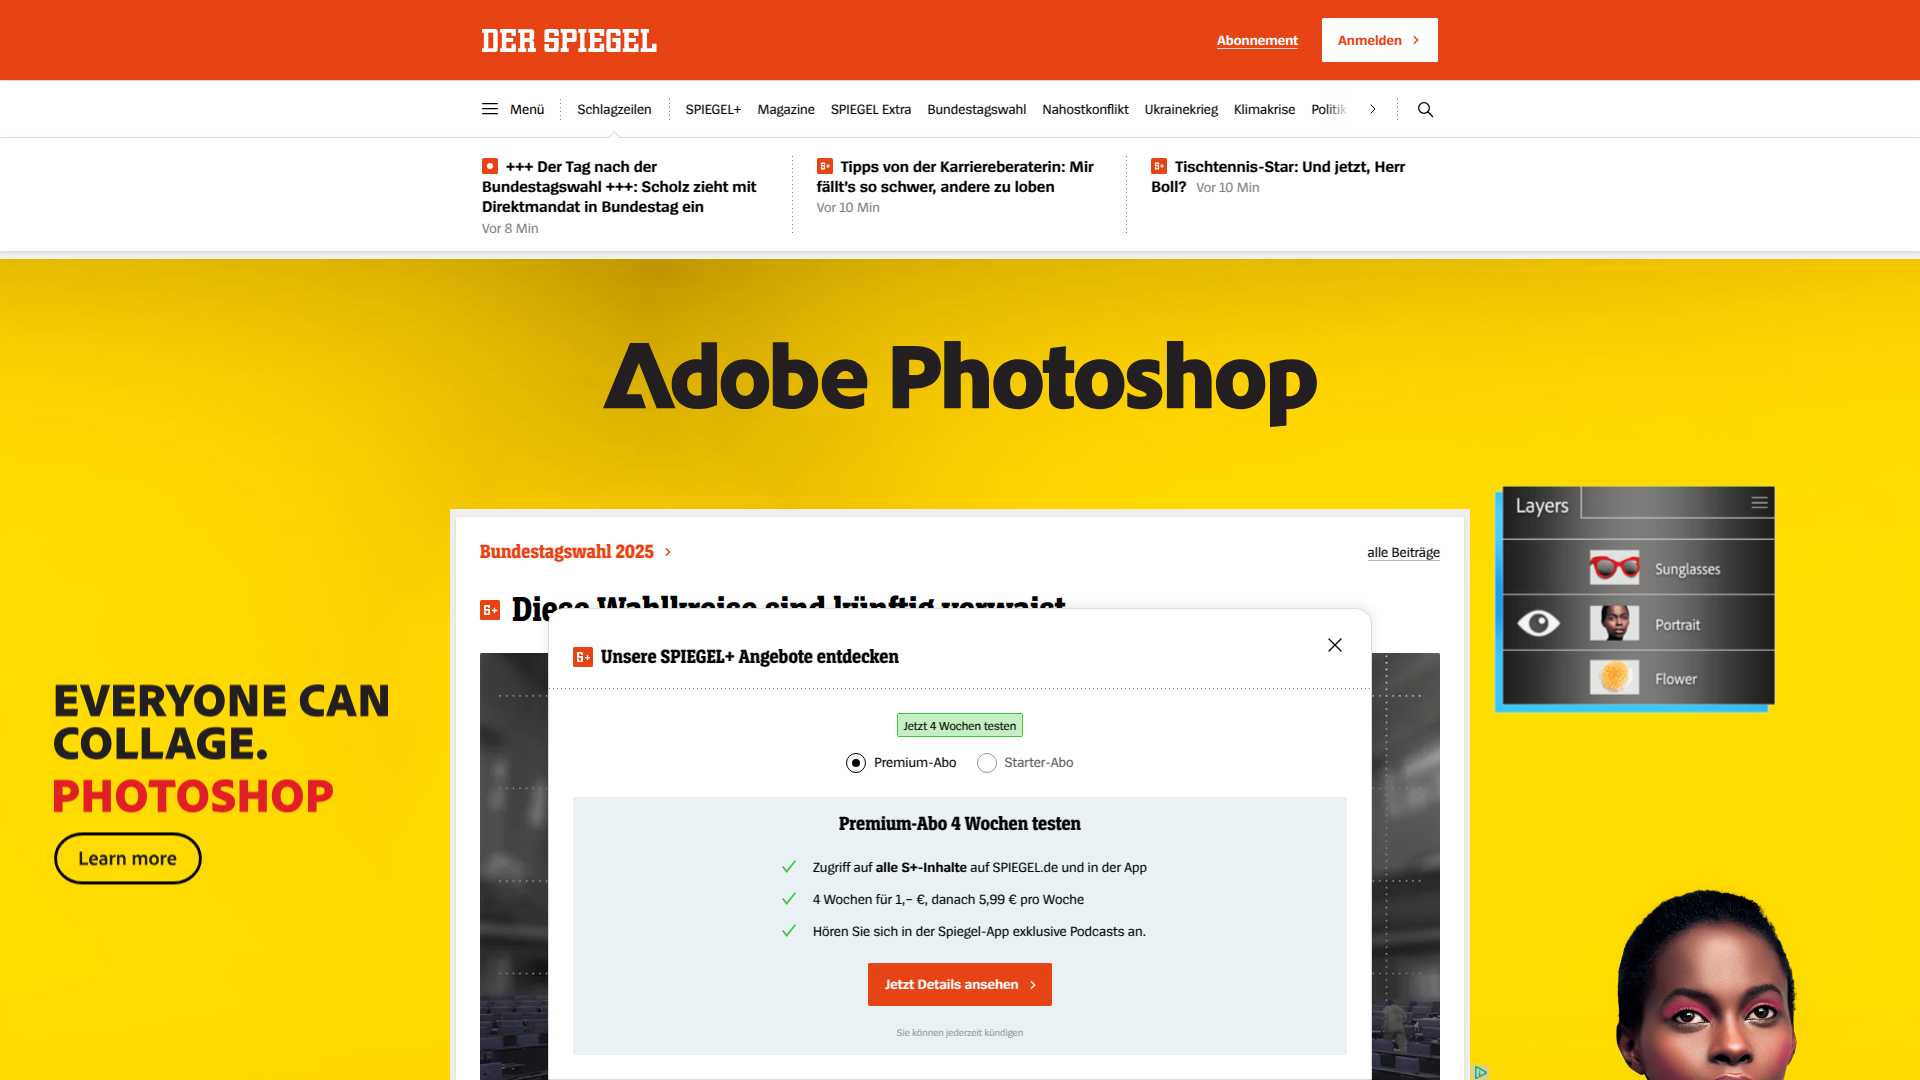 DER SPIEGEL
Abonnement
Anmelden
Menü
Schlagzeilen
SPIEGEL+
Magazine
SPIEGEL Extra
Bundestagswahl
Nahostkonflikt
Ukrainekrieg
Klimakrise
Politik
+++ Der Tag nach der
Bundestagswahl +++: Scholz zieht mit
Direktmandat in Bundestag ein
Vor 8 Min
Tipps von der Karriereberaterin: Mir
fällt's so schwer, andere zu loben
Vor 10 Min
Tischtennis-Star: Und jetzt, Herr
Boll? Vor 10 Min
Adobe Photoshop
Layers
Sunglasses
Portrait
Flower
EVERYONE CAN
COLLAGE.
PHOTOSHOP
Learn more
Bundestagswahl 2025
alle Beiträge
Diese Wahlkreise sind künftig verwaist
Unsere SPIEGEL+ Angebote entdecken
Jetzt 4 Wochen testen
Premium-Abo
Starter-Abo
Premium-Abo 4 Wochen testen
Zugriff auf alle S+-Inhalte auf SPIEGEL.de und in der App
4 Wochen für 1,– €, danach 5,99 € pro Woche
Hören Sie sich in der Spiegel-App exklusive Podcasts an.
Jetzt Details ansehen
Sie können jederzeit kündigen